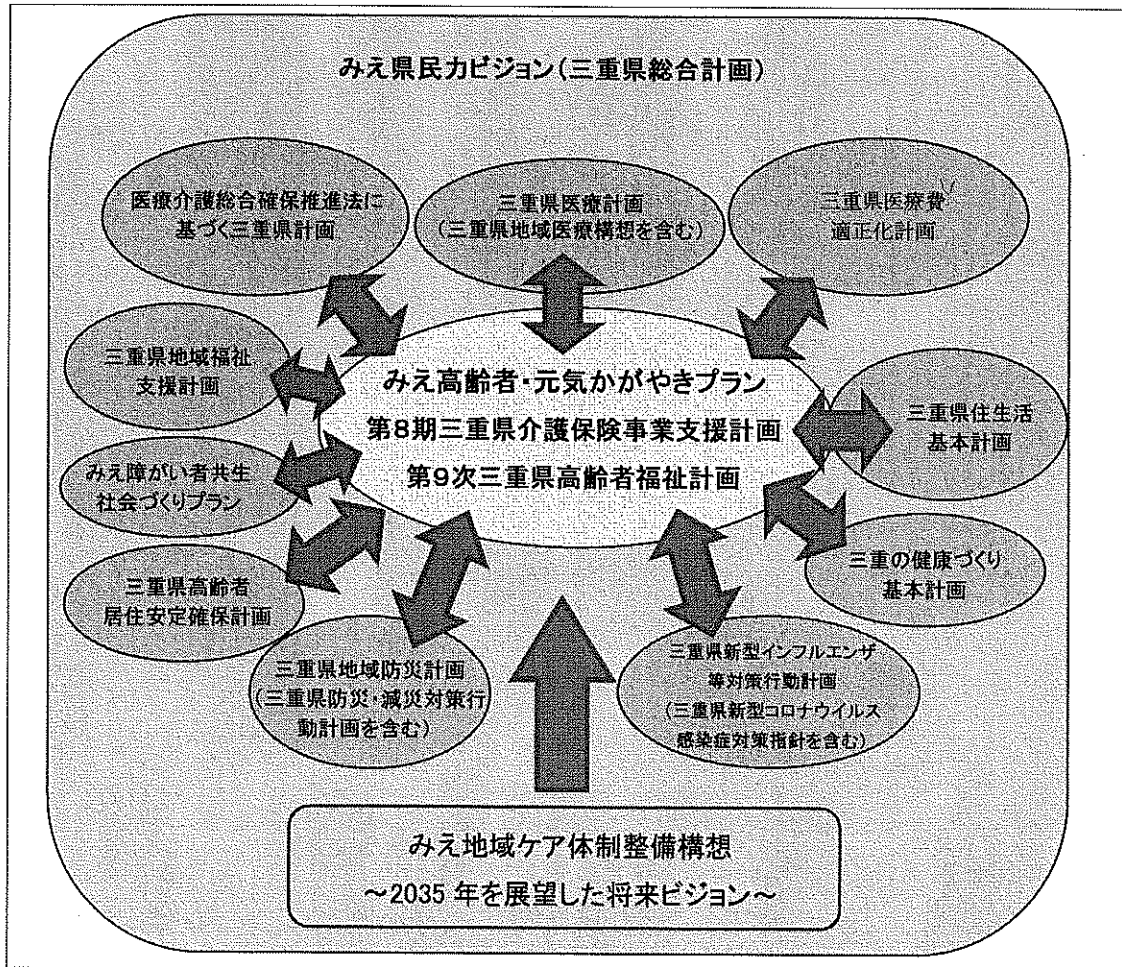 みえ県民力ビジョン(三重県総合計画)
医療介護総合確保推進法に
基づく三重県計画
三重県医療計画
(三重県地域医療構想を含む)
三重県医療費
適正化計画
三重県地域福祉
支援計画
みえ高齢者・元気かがやきプラン
第8期三重県介護保険事業支援計画
第9次三重県高齢者福祉計画
三重県住生活
基本計画
みえ障がい者共生
社会づくりプラン
三重県高齢者
居住安定確保計画
三重の健康づくり
基本計画
三重県地域防災計画
(三重県防災・減災対策行
動計画を含む)
三重県新型インフルエンザ
等対策行動計画
(三重県新型コロナウイルス
感染症対策指針を含む)
みえ地域ケア体制整備構想
~2035年を展望した将来ビジョン~